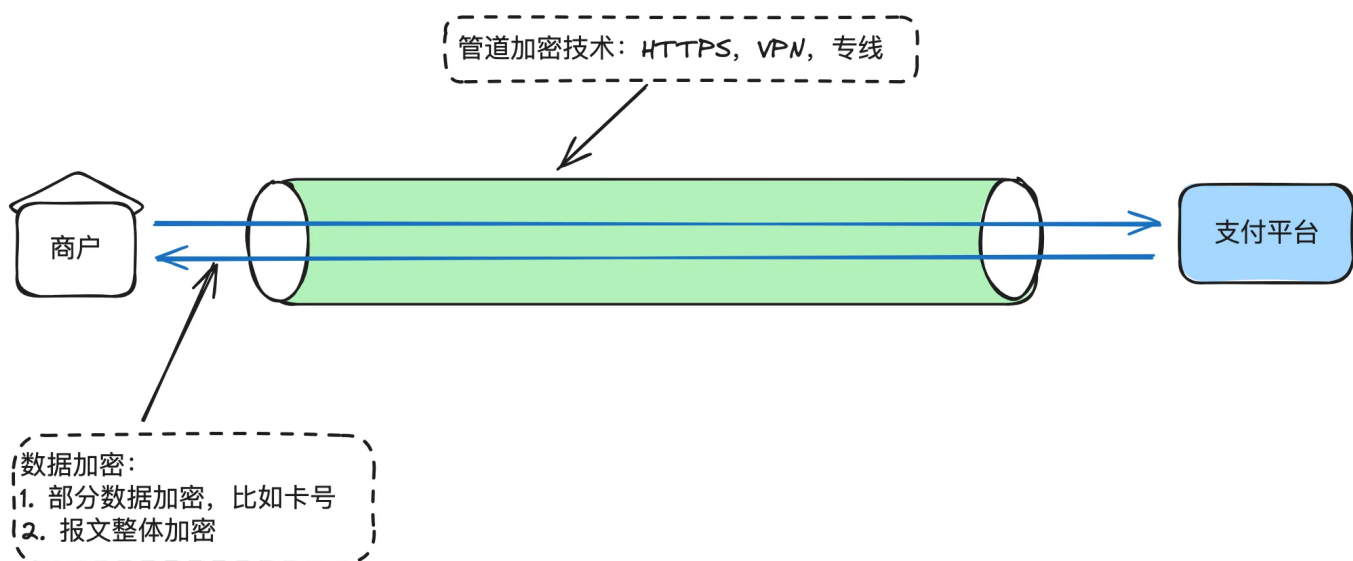 管道加密技术：HTTPS，VPN，专线
商户
支付平台
数据加密：
1. 部分数据加密，比如卡号
2. 报文整体加密